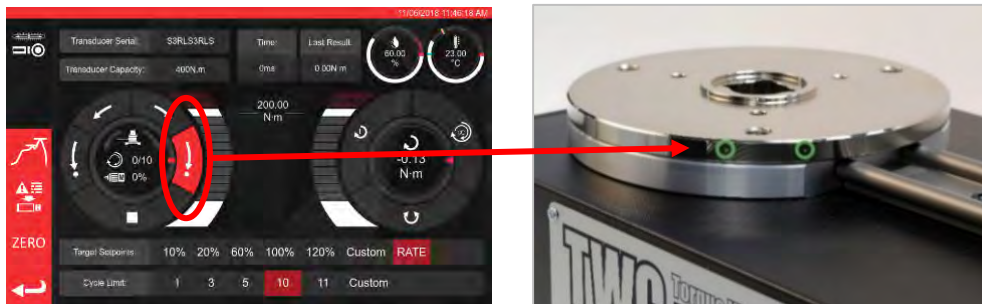 11/06/2018 11:46:18 AM
Transducer Serial: S3RLS3RLS Time: Last Result
60.00 %
23.00 °C
Transducer Capacity: 400N.m 0ms 0.00N m
200.00
N·m
0/10
0%
-0.13
N·m
ZERO
Target Setpoints: 10% 20% 60% 100% 120% Custom RATE
Cycle Limit: 1 3 5 10 11 Custom
TWC